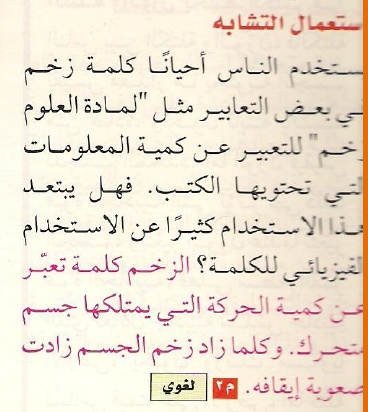 ستعمال التشابه
ستخدم الناس أحيانًا كلمة زخم
ي بعض التعابير مثل "لمادة العلوم
زخم" للتعبير عن كمية المعلومات
لتي تحتويها الكتب. فهل يبتعد
هذا الاستخدام كثيرًا عن الاستخدام
لفيزيائي للكلمة؟ الزخم كلمة تعبّر
عن كمية الحركة التي يمتلكها جسم
متحرك. وكلما زاد زخم الجسم زادت
صعوبة إيقافه. م٢ لغوي